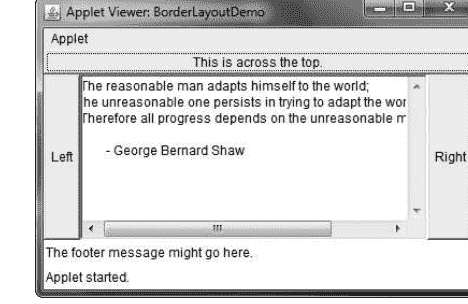 Applet Viewer: BorderLayoutDemo
Applet
This is across the top.
Left
The reasonable man adapts himself to the world;
he unreasonable one persists in trying to adapt the wor
Therefore all progress depends on the unreasonable m
- George Bernard Shaw
Right
The footer message might go here.
Applet started.